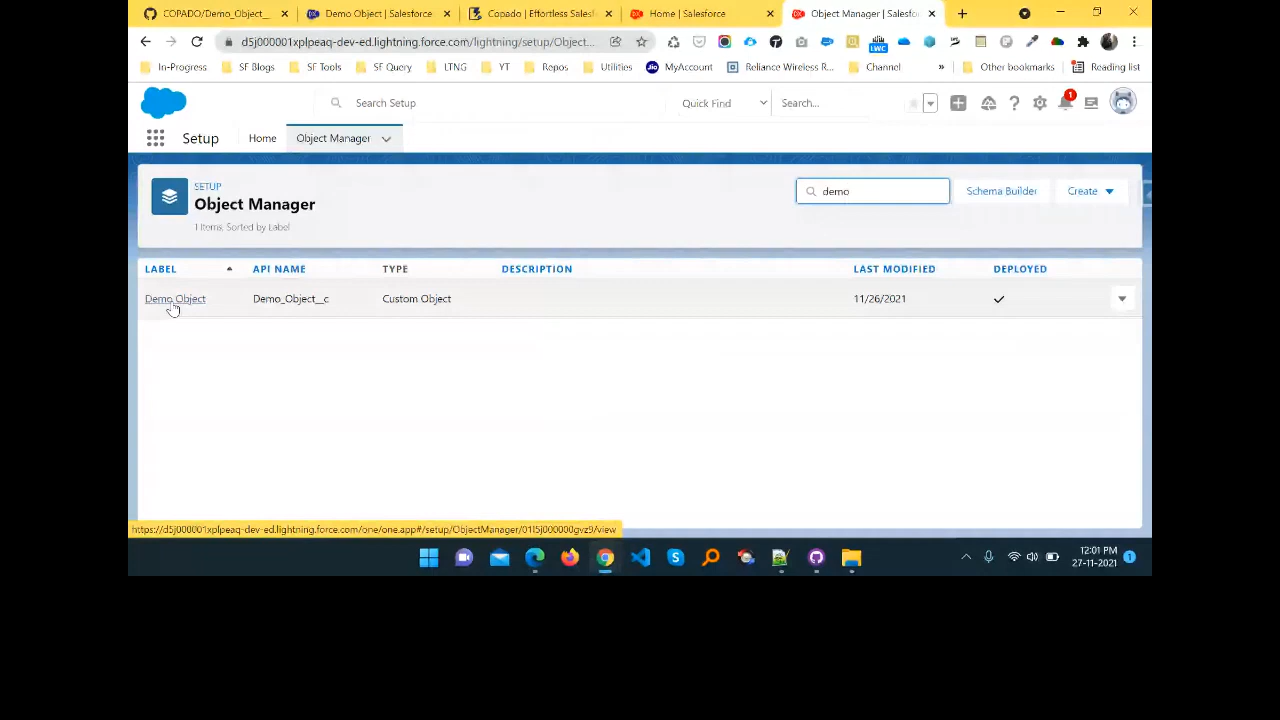 COPADO/Demo_Object__ Demo Object | Salesforce Copado | Effortless Salesf Home | Salesforce Object Manager | Salesfo
d5j000001xplpeaq-dev-ed.lightning.force.com/lightning/setup/Object...
In-Progress SF Blogs SF Tools SF Query LTNG YT Repos Utilities MyAccount Reliance Wireless R... Channel » Other bookmarks Reading list
Search Setup Quick Find Search... 1
Setup Home Object Manager
SETUP
Object Manager
1 Items, Sorted by Label
demo Schema Builder Create
LABEL API NAME TYPE DESCRIPTION LAST MODIFIED DEPLOYED
Demo Object Demo_Object__c Custom Object 11/26/2021
https://d5j000001xplpeaq-dev-ed.lightning.force.com/one/one.app#/setup/ObjectManager/01I5j000000gvz9/view
12:01 PM
27-11-2021 1